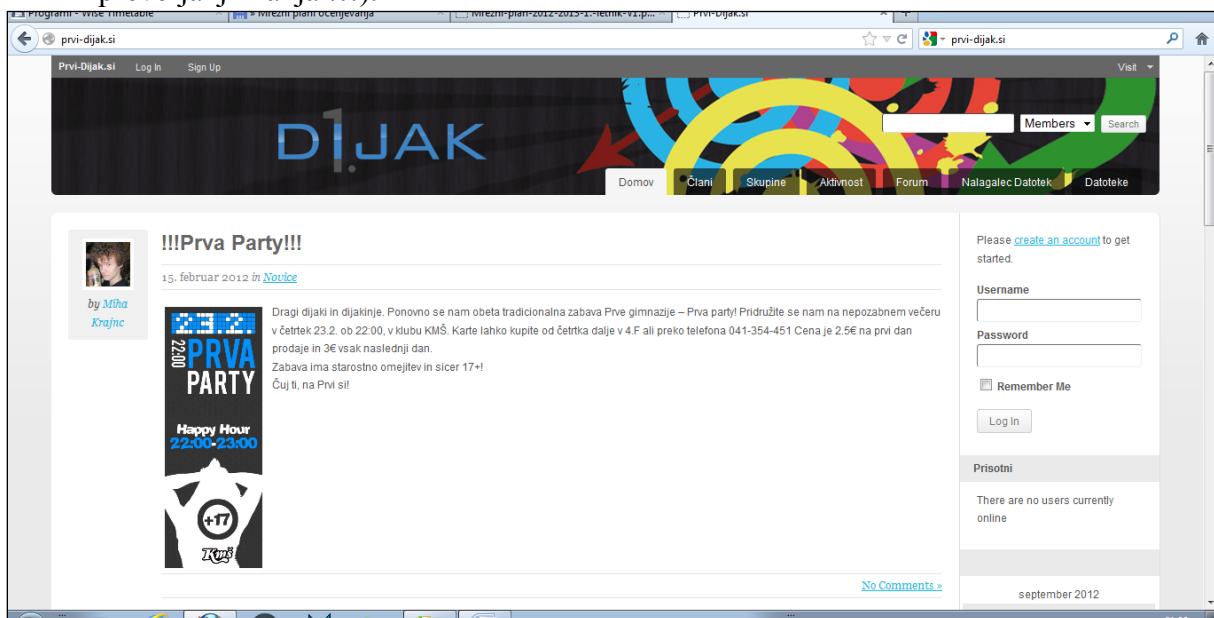 Programi - Wise Timetable
» Mrežni plani ocenjevanja
Mrezni-plan-2012-2013-1.-letnik-v1.p...
Prvi-Dijak.si
prvi-dijak.si
prvi-dijak.si
Prvi-Dijak.si Log In Sign Up Visit
D1.JAK
Members Search
Domov Člani Skupine Aktivnost Forum Nalagalec Datotek Datoteke
!!!Prva Party!!!
15. februar 2012 in Novice
by Miha
Krajnc
23.2.
22:00 PRVA
PARTY
Happy Hour
22:00-23:00
+17
Kmš
Dragi dijaki in dijakinje. Ponovno se nam obeta tradicionalna zabava Prve gimnazije – Prva party! Pridružite se nam na nepozabnem večeru
v četrtek 23.2. ob 22:00, v klubu KMŠ. Karte lahko kupite od četrtka dalje v 4.F ali preko telefona 041-354-451 Cena je 2.5€ na prvi dan
prodaje in 3€ vsak naslednji dan.
Zabava ima starostno omejitev in sicer 17+!
Čuj ti, na Prvi si!
No Comments »
Please create an account to get
started.
Username
Password
Remember Me
Log In
Prisotni
There are no users currently
online
september 2012